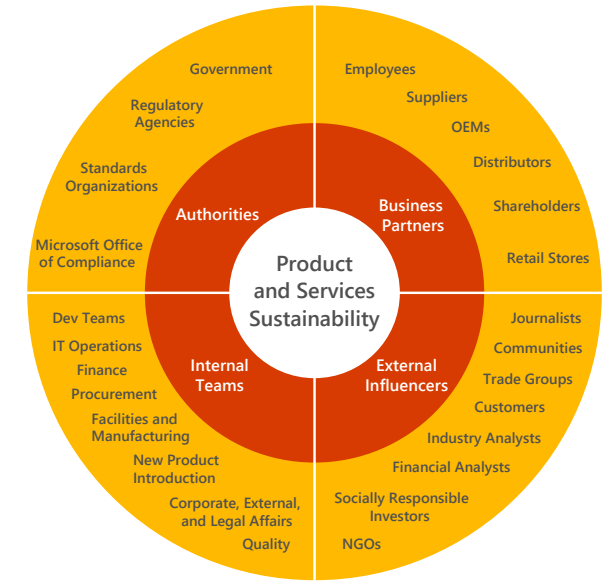 Government
Regulatory
Agencies
Standards
Organizations
Microsoft Office
of Compliance
Authorities
Employees
Suppliers
OEMs
Distributors
Shareholders
Retail Stores
Business
Partners
Product
and Services
Sustainability
Internal
Teams
Dev Teams
IT Operations
Finance
Procurement
Facilities and
Manufacturing
New Product
Introduction
Corporate, External,
and Legal Affairs
Quality
External
Influencers
Journalists
Communities
Trade Groups
Customers
Industry Analysts
Financial Analysts
Socially Responsible
Investors
NGOs